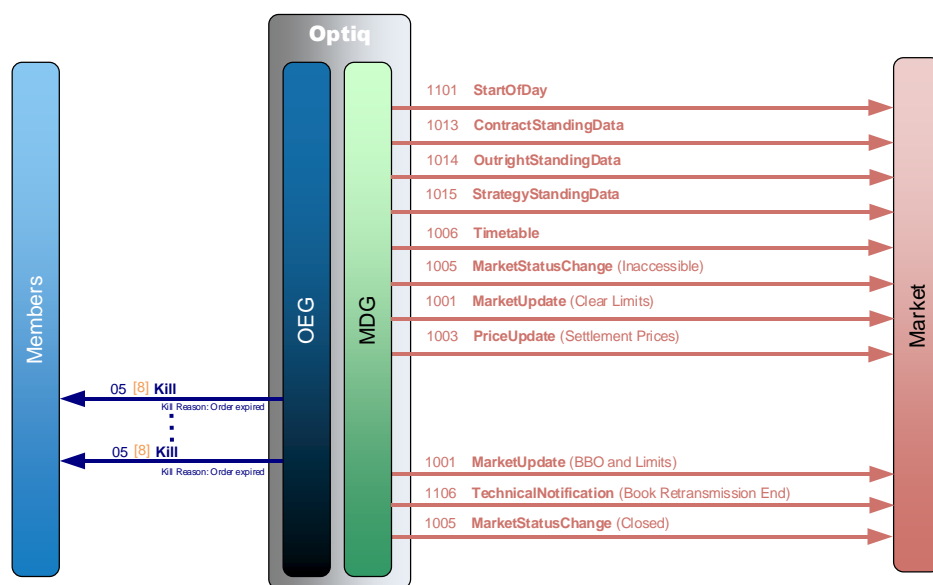 Optiq
Members
OEG
MDG
Market
1101 StartOfDay
1013 ContractStandingData
1014 OutrightStandingData
1015 StrategyStandingData
1006 Timetable
1005 MarketStatusChange (Inaccessible)
1001 MarketUpdate (Clear Limits)
1003 PriceUpdate (Settlement Prices)
05 [8] Kill
Kill Reason: Order expired
05 [8] Kill
Kill Reason: Order expired
1001 MarketUpdate (BBO and Limits)
1106 TechnicalNotification (Book Retransmission End)
1005 MarketStatusChange (Closed)